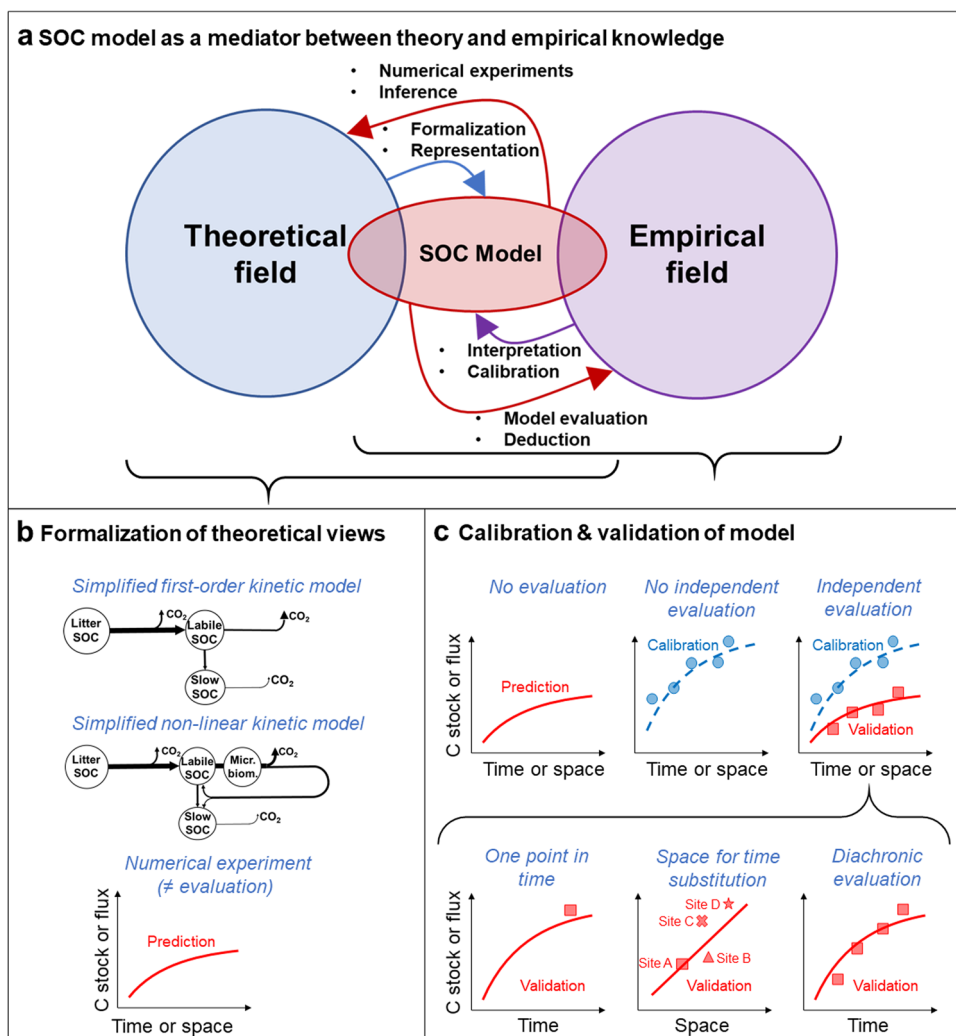 a SOC model as a mediator between theory and empirical knowledge
• Numerical experiments
• Inference
• Formalization
• Representation
Theoretical
field
SOC Model
Empirical
field
• Interpretation
• Calibration
• Model evaluation
• Deduction
b Formalization of theoretical views
Simplified first-order kinetic model
Litter
SOC
CO2
Labile
SOC
CO2
Slow
SOC
CO2
Simplified non-linear kinetic model
Litter
SOC
CO2
Labile
SOC
Micr.
biom.
CO2
Slow
SOC
CO2
Numerical experiment
(≠ evaluation)
C stock or flux
Prediction
Time or space
c Calibration & validation of model
No evaluation
C stock or flux
Prediction
Time or space
No independent
evaluation
Calibration
Time or space
Independent
evaluation
Calibration
Validation
Time or space
One point in
time
C stock or flux
Validation
Time
Space for time
substitution
Site D
Site C
Site A
Site B
Validation
Space
Diachronic
evaluation
Validation
Time